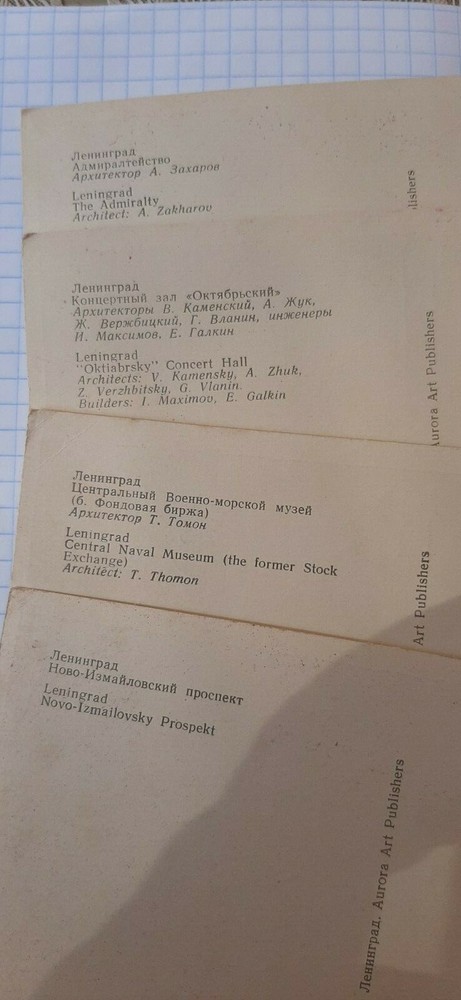 Ленинград
Адмиралтейство
Архитектор А. Захаров
Leningrad
The Admiralty
Architect: A. Zakharov
Ленинград
Концертный зал «Октябрьский»
Архитекторы В. Каменский, А. Жук,
Ж. Вержбицкий, Г. Вланин, инженеры
И. Максимов, Е. Галкин
Leningrad
"Oktiabrsky" Concert Hall
Architects: V. Kamensky, A. Zhuk,
Z. Verzhbitsky, G. Vlanin.
Builders: I. Maximov, E. Galkin
Aurora Art Publishers
Ленинград
Центральный Военно-морской музей
(б. Фондовая биржа)
Архитектор Т. Томон
Leningrad
Central Naval Museum (the former Stock
Exchange)
Architect: T. Thomon
Art Publishers
Ленинград
Ново-Измайловский проспект
Leningrad
Novo-Izmailovsky Prospekt
Ленинград. Aurora Art Publishers